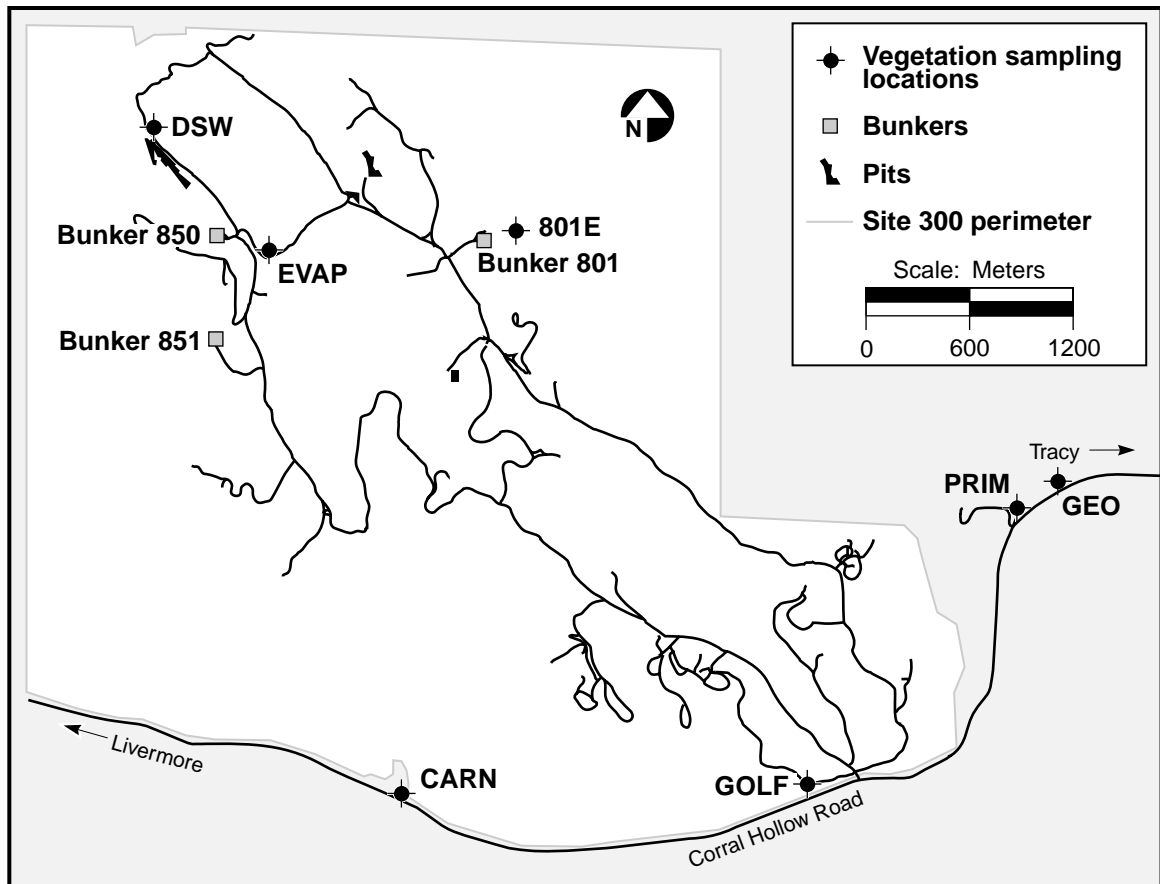 Vegetation sampling
locations
Bunkers
Pits
Site 300 perimeter
Scale: Meters
0 600 1200
N
DSW
Bunker 850
EVAP
801E
Bunker 801
Bunker 851
Tracy
PRIM
GEO
Livermore
CARN
GOLF
Corral Hollow Road